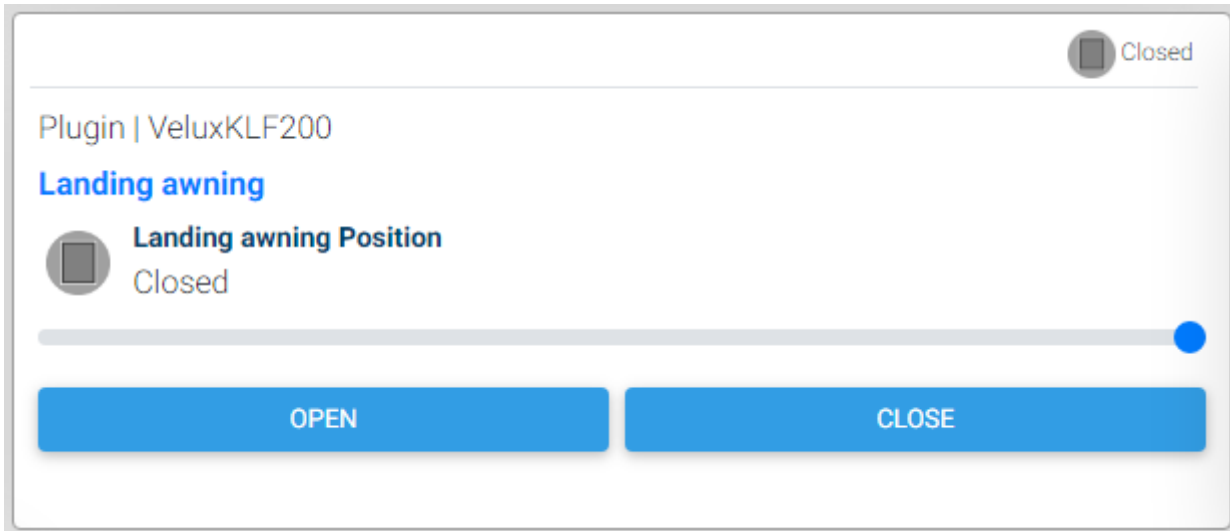 Closed
Plugin | VeluxKLF200
Landing awning
Landing awning Position
Closed
OPEN CLOSE